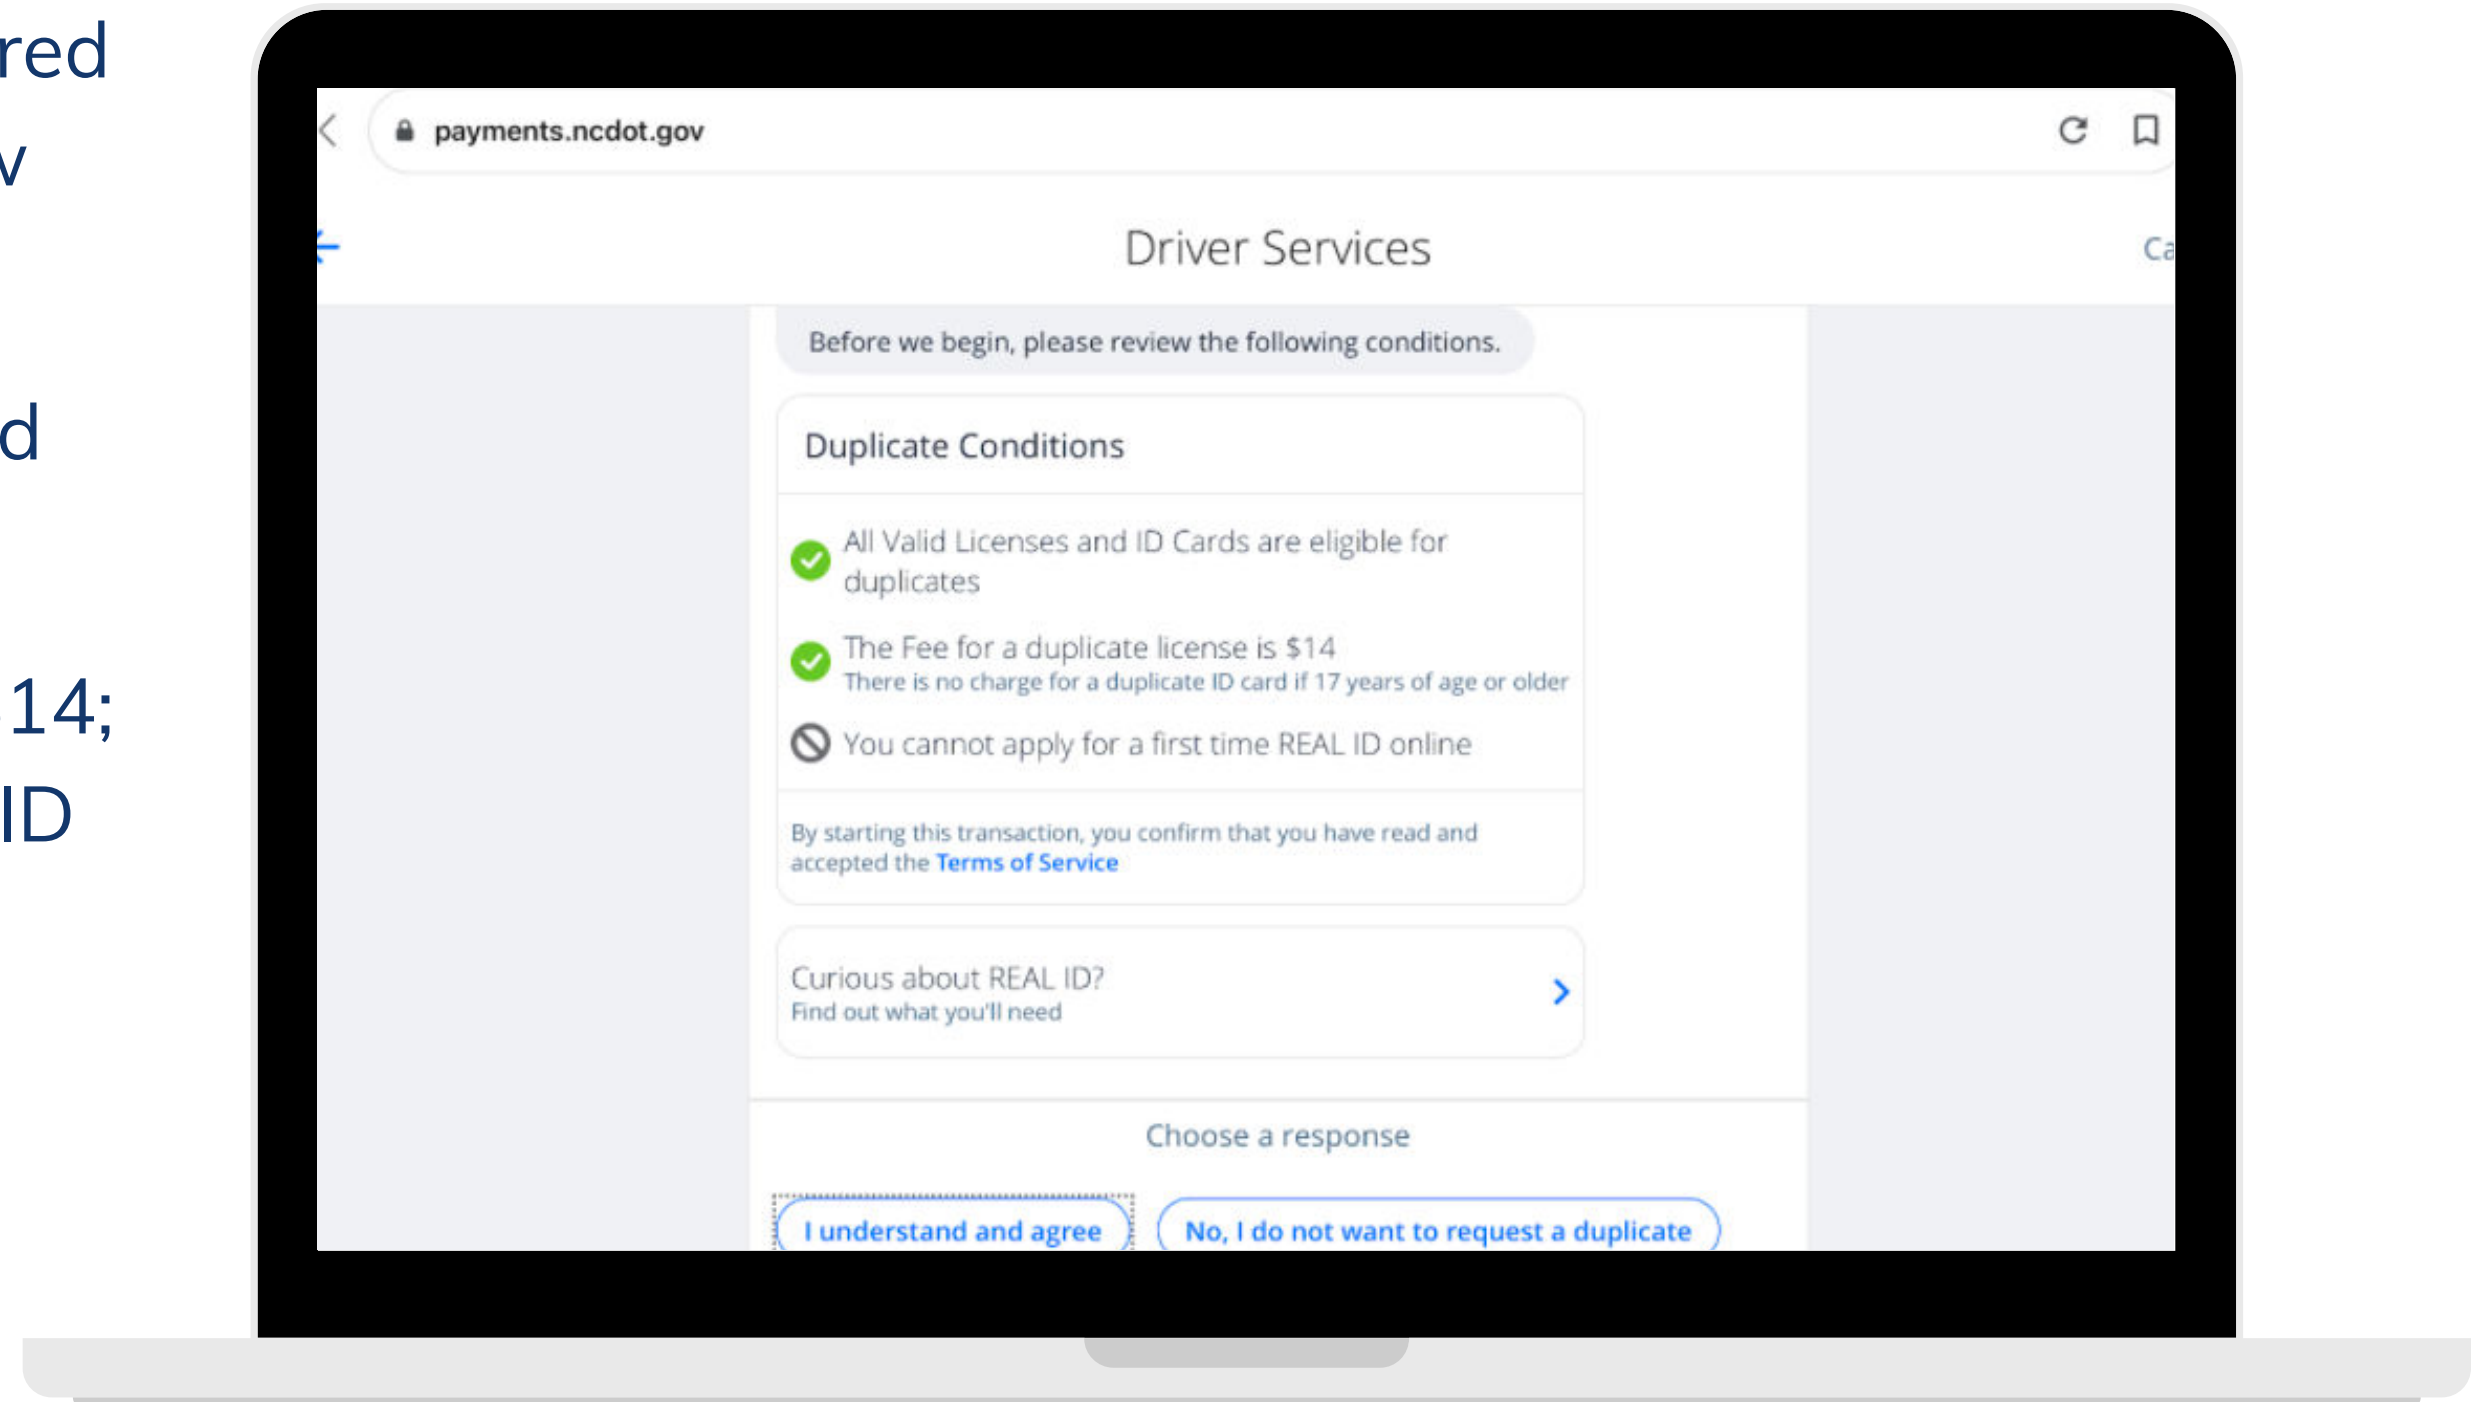 red
v
d
14;
ID
payments.ncdot.gov
Driver Services
Ca
Before we begin, please review the following conditions.
Duplicate Conditions
All Valid Licenses and ID Cards are eligible for
duplicates
The Fee for a duplicate license is $14
There is no charge for a duplicate ID card if 17 years of age or older
You cannot apply for a first time REAL ID online
By starting this transaction, you confirm that you have read and
accepted the Terms of Service
Curious about REAL ID?
Find out what you'll need
Choose a response
I understand and agree
No, I do not want to request a duplicate